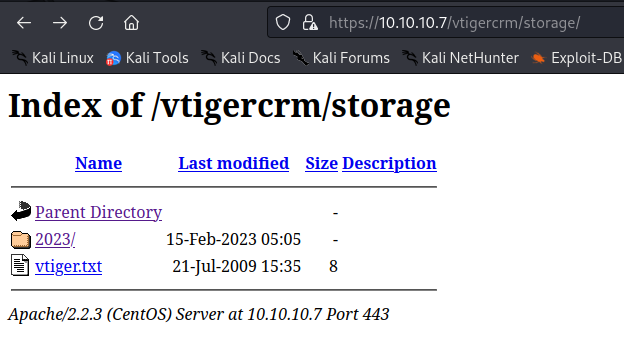 https://10.10.10.7/vtigercrm/storage/
Kali Linux Kali Tools Kali Docs Kali Forums Kali NetHunter Exploit-DB
Index of /vtigercrm/storage
Name Last modified Size Description
Parent Directory -
2023/ 15-Feb-2023 05:05 -
vtiger.txt 21-Jul-2009 15:35 8
Apache/2.2.3 (CentOS) Server at 10.10.10.7 Port 443